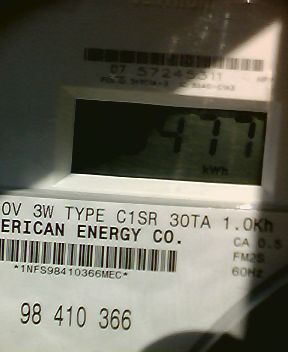 07 57245311
477
kWh
0V 3W TYPE C1SR 30TA 1.0Kh
ERICAN ENERGY CO.
CA 0.5
*1NFS98410366MEC*
FM2S
60Hz
98 410 366